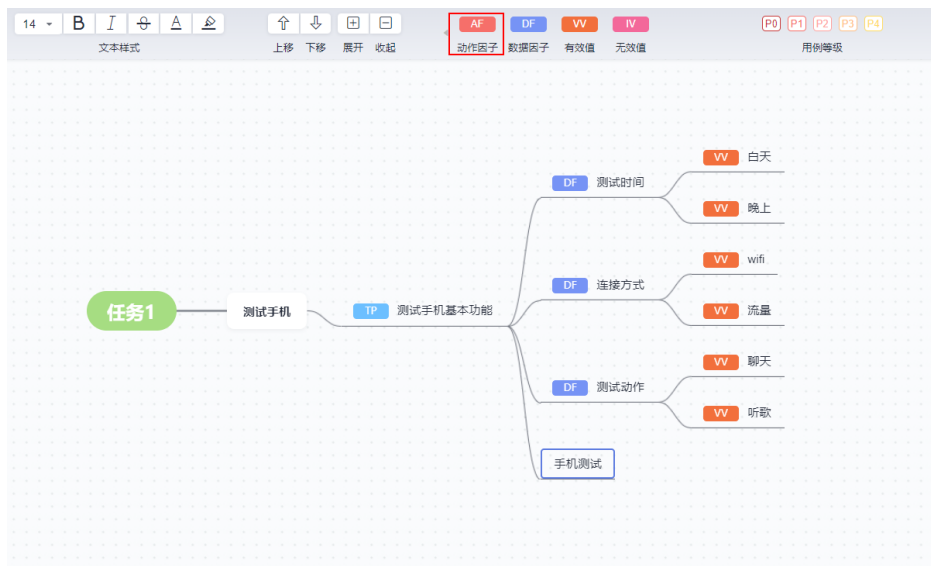 14 B I S A AF DF VV IV P0 P1 P2 P3 P4
文本样式 上移 下移 展开 收起 动作因子 数据因子 有效值 无效值 用例等级
VV 白天
DF 测试时间
VV 晚上
VV wifi
DF 连接方式
任务1 测试手机 TP 测试手机基本功能 VV 流量
VV 聊天
DF 测试动作
VV 听歌
手机测试